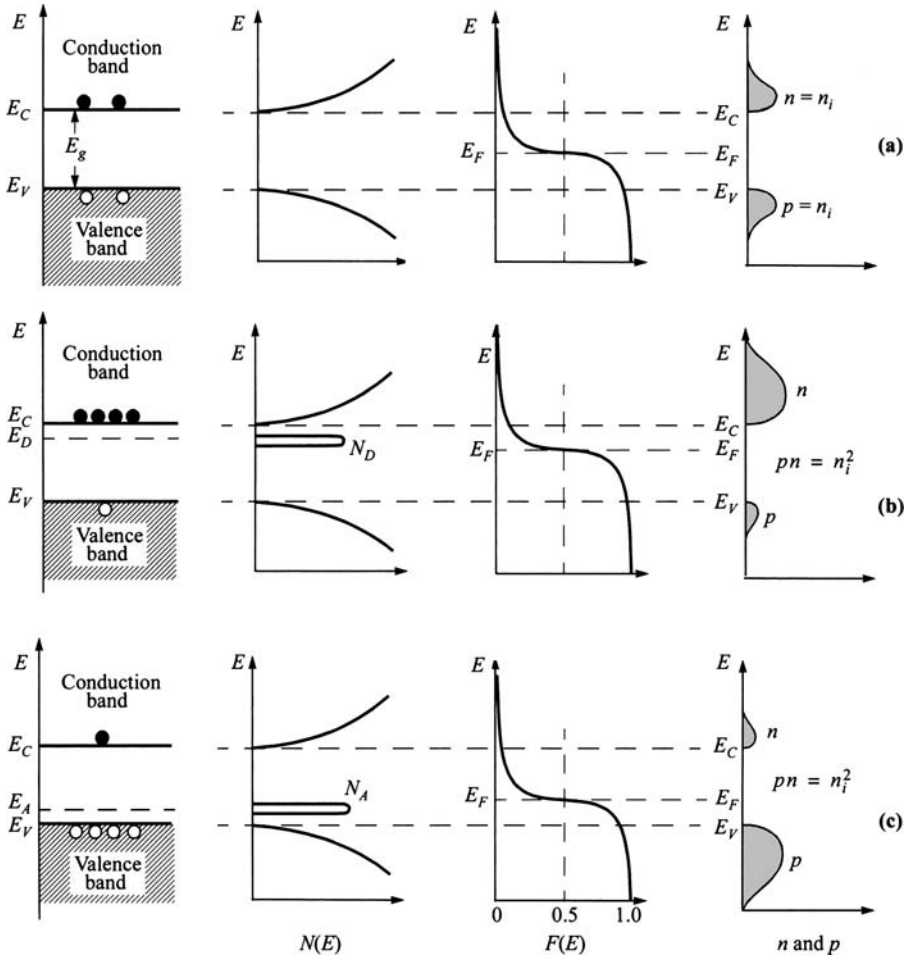 E
Conduction
band
E_C
E_g
E_V
Valence
band
E
E_F
E_C
E_F
E_V
n = n_i
p = n_i
(a)
E
Conduction
band
E_C
E_D
E_V
Valence
band
N_D
E
E_F
E
E_C
E_F
E_V
n
pn = n_i^2
p
(b)
E
Conduction
band
E_C
E_A
E_V
Valence
band
E
N_A
N(E)
E
E_F
0 0.5 1.0
F(E)
E
E_C
E_F
E_V
n
pn = n_i^2
p
(c)
n and p